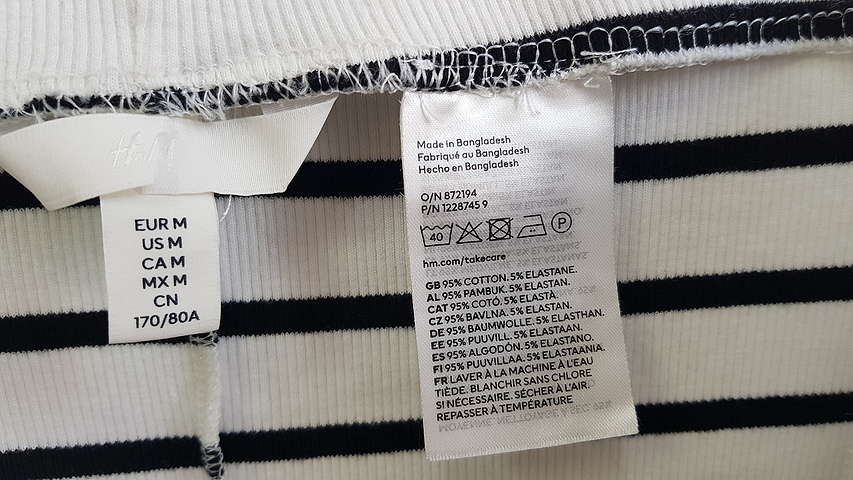 H&M
EUR M
US M
CA M
MX M
CN
170/80A
Made in Bangladesh
Fabriqué au Bangladesh
Hecho en Bangladesh
O/N 872194
P/N 1228745 9
40
P
hm.com/takecare
GB 95% COTTON. 5% ELASTANE.
AL 95% PAMBUK. 5% ELASTAN.
CAT 95% COTÓ. 5% ELASTÀ.
CZ 95% BAVLNA. 5% ELASTAN.
DE 95% BAUMWOLLE. 5% ELASTHAN.
EE 95% PUUVILL. 5% ELASTAAN.
ES 95% ALGODÓN. 5% ELASTANO.
FI 95% PUUVILLAA. 5% ELASTAANIA.
FR LAVER À LA MACHINE À L'EAU
TIÈDE. BLANCHIR SANS CHLORE
SI NÉCESSAIRE. SÉCHER À L'AIR.
REPASSER À TEMPÉRATURE
MOYENNE. NETTOYAGE À SEC.